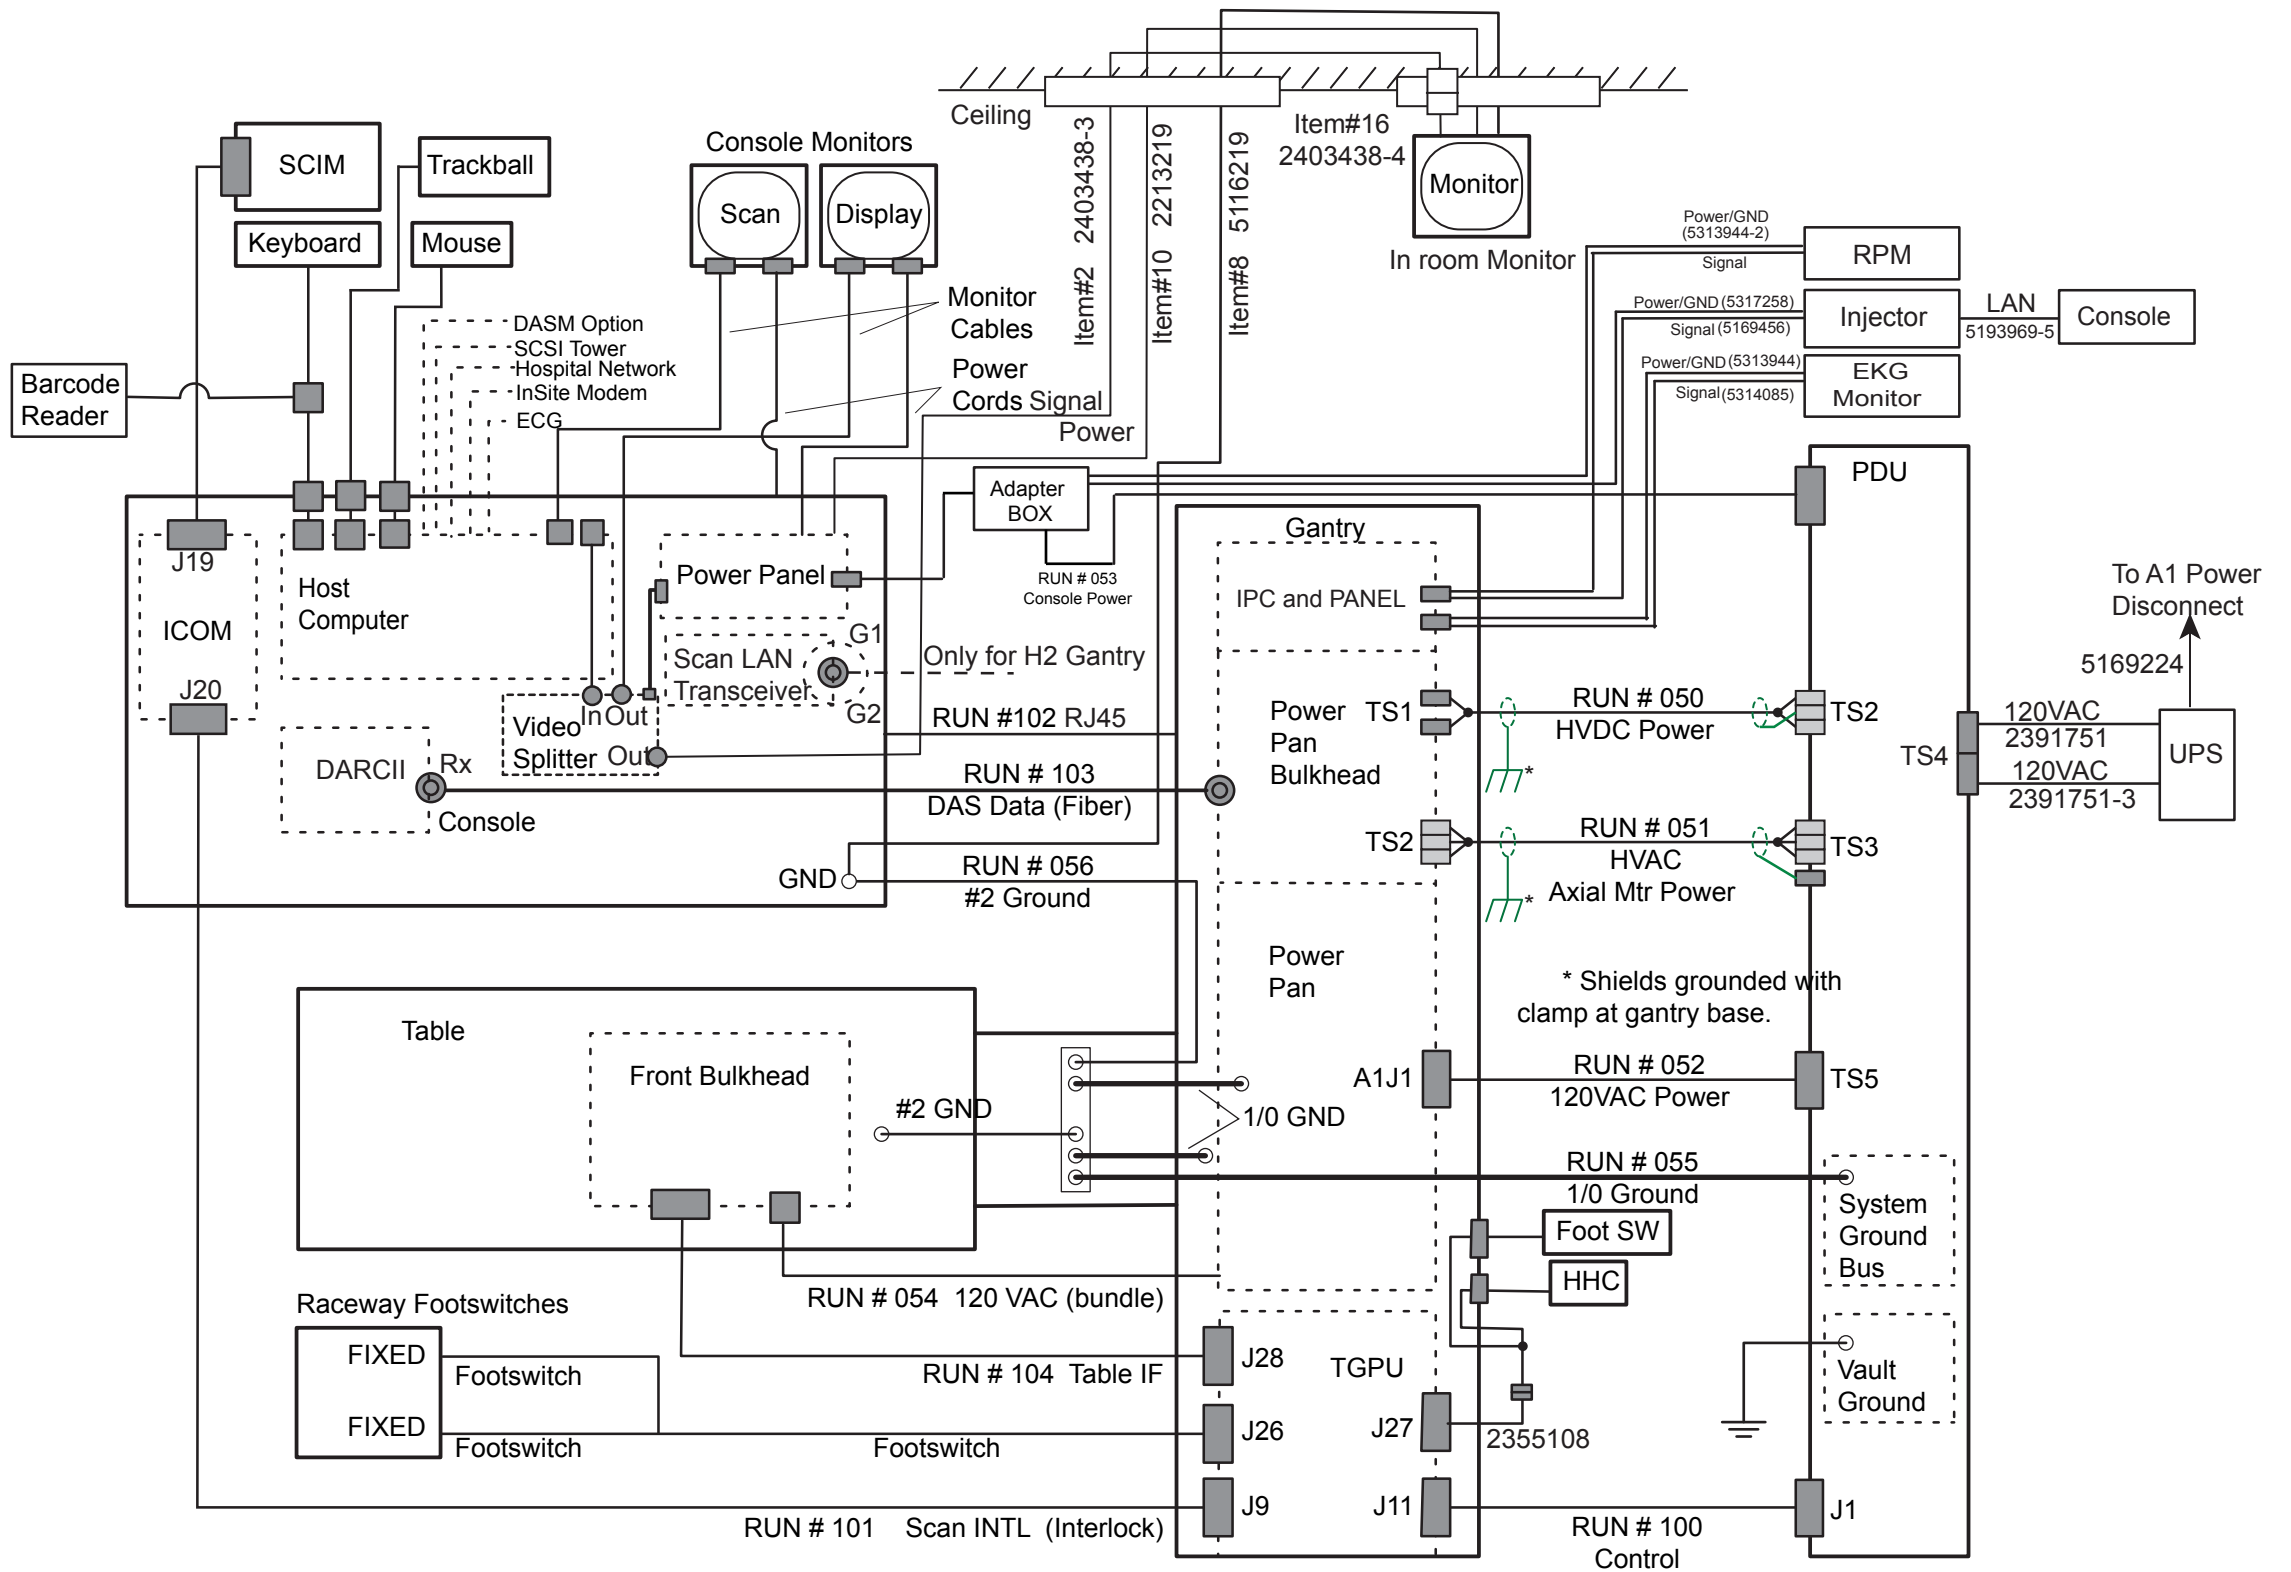 Ceiling
Item#2 2403438-3
Item#10 2213219
Item#8 5116219
Item#16
2403438-4
Monitor
In room Monitor
SCIM
Trackball
Keyboard
Mouse
Console Monitors
Scan
Display
Monitor
Cables
Power
Cords
Signal
Power
Barcode
Reader
DASM Option
SCSI Tower
Hospital Network
InSite Modem
ECG
Power/GND
(5313944-2)
Signal
RPM
Power/GND (5317258)
Signal (5169456)
Injector
LAN
5193969-5
Console
Power/GND (5313944)
Signal (5314085)
EKG
Monitor
Adapter
BOX
RUN # 053
Console Power
J19
ICOM
J20
Host
Computer
Power Panel
Scan LAN
Transceiver
G1
G2
Only for H2 Gantry
Video
Splitter
In Out
Out
DARCII
Rx
Console
GND
RUN #102 RJ45
RUN # 103
DAS Data (Fiber)
RUN # 056
#2 Ground
Gantry
IPC and PANEL
Power
Pan
Bulkhead
TS1
TS2
Power
Pan
A1J1
RUN # 050
HVDC Power
*
RUN # 051
HVAC
Axial Mtr Power
*
* Shields grounded with
clamp at gantry base.
RUN # 052
120VAC Power
RUN # 055
1/0 Ground
PDU
TS2
TS3
TS4
TS5
120VAC
2391751
120VAC
2391751-3
UPS
To A1 Power
Disconnect
5169224
System
Ground
Bus
Vault
Ground
J1
Table
Front Bulkhead
#2 GND
1/0 GND
Foot SW
HHC
RUN # 054 120 VAC (bundle)
Raceway Footswitches
FIXED
Footswitch
FIXED
Footswitch
Footswitch
RUN # 104 Table IF
J28
TGPU
J26
J27
2355108
J9
J11
RUN # 101 Scan INTL (Interlock)
RUN # 100
Control